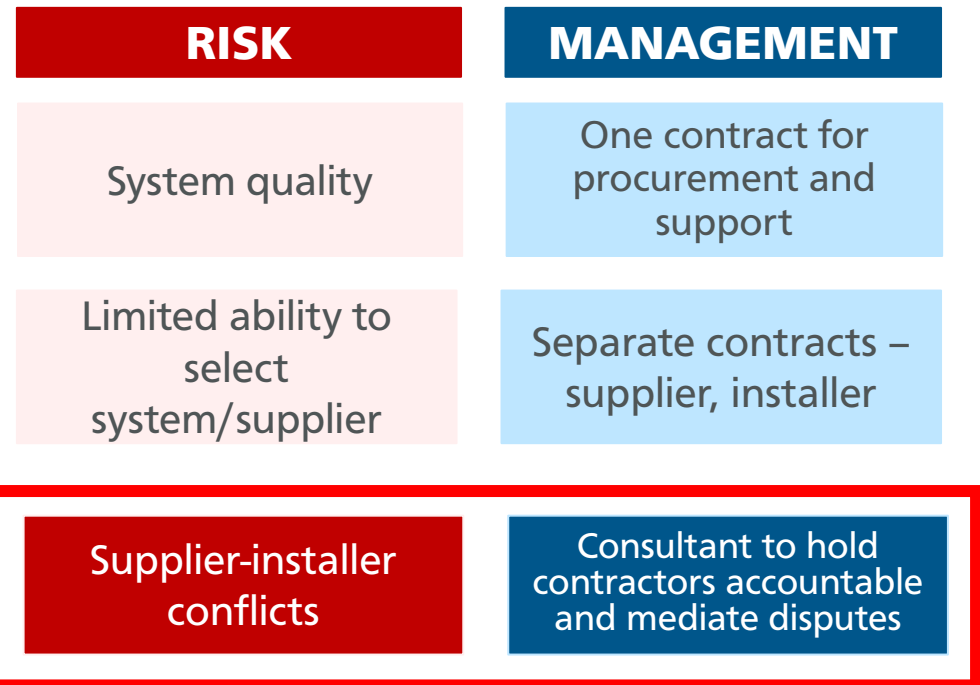 RISK
MANAGEMENT
System quality
One contract for
procurement and
support
Limited ability to
select
system/supplier
Separate contracts –
supplier, installer
Supplier-installer
conflicts
Consultant to hold
contractors accountable
and mediate disputes